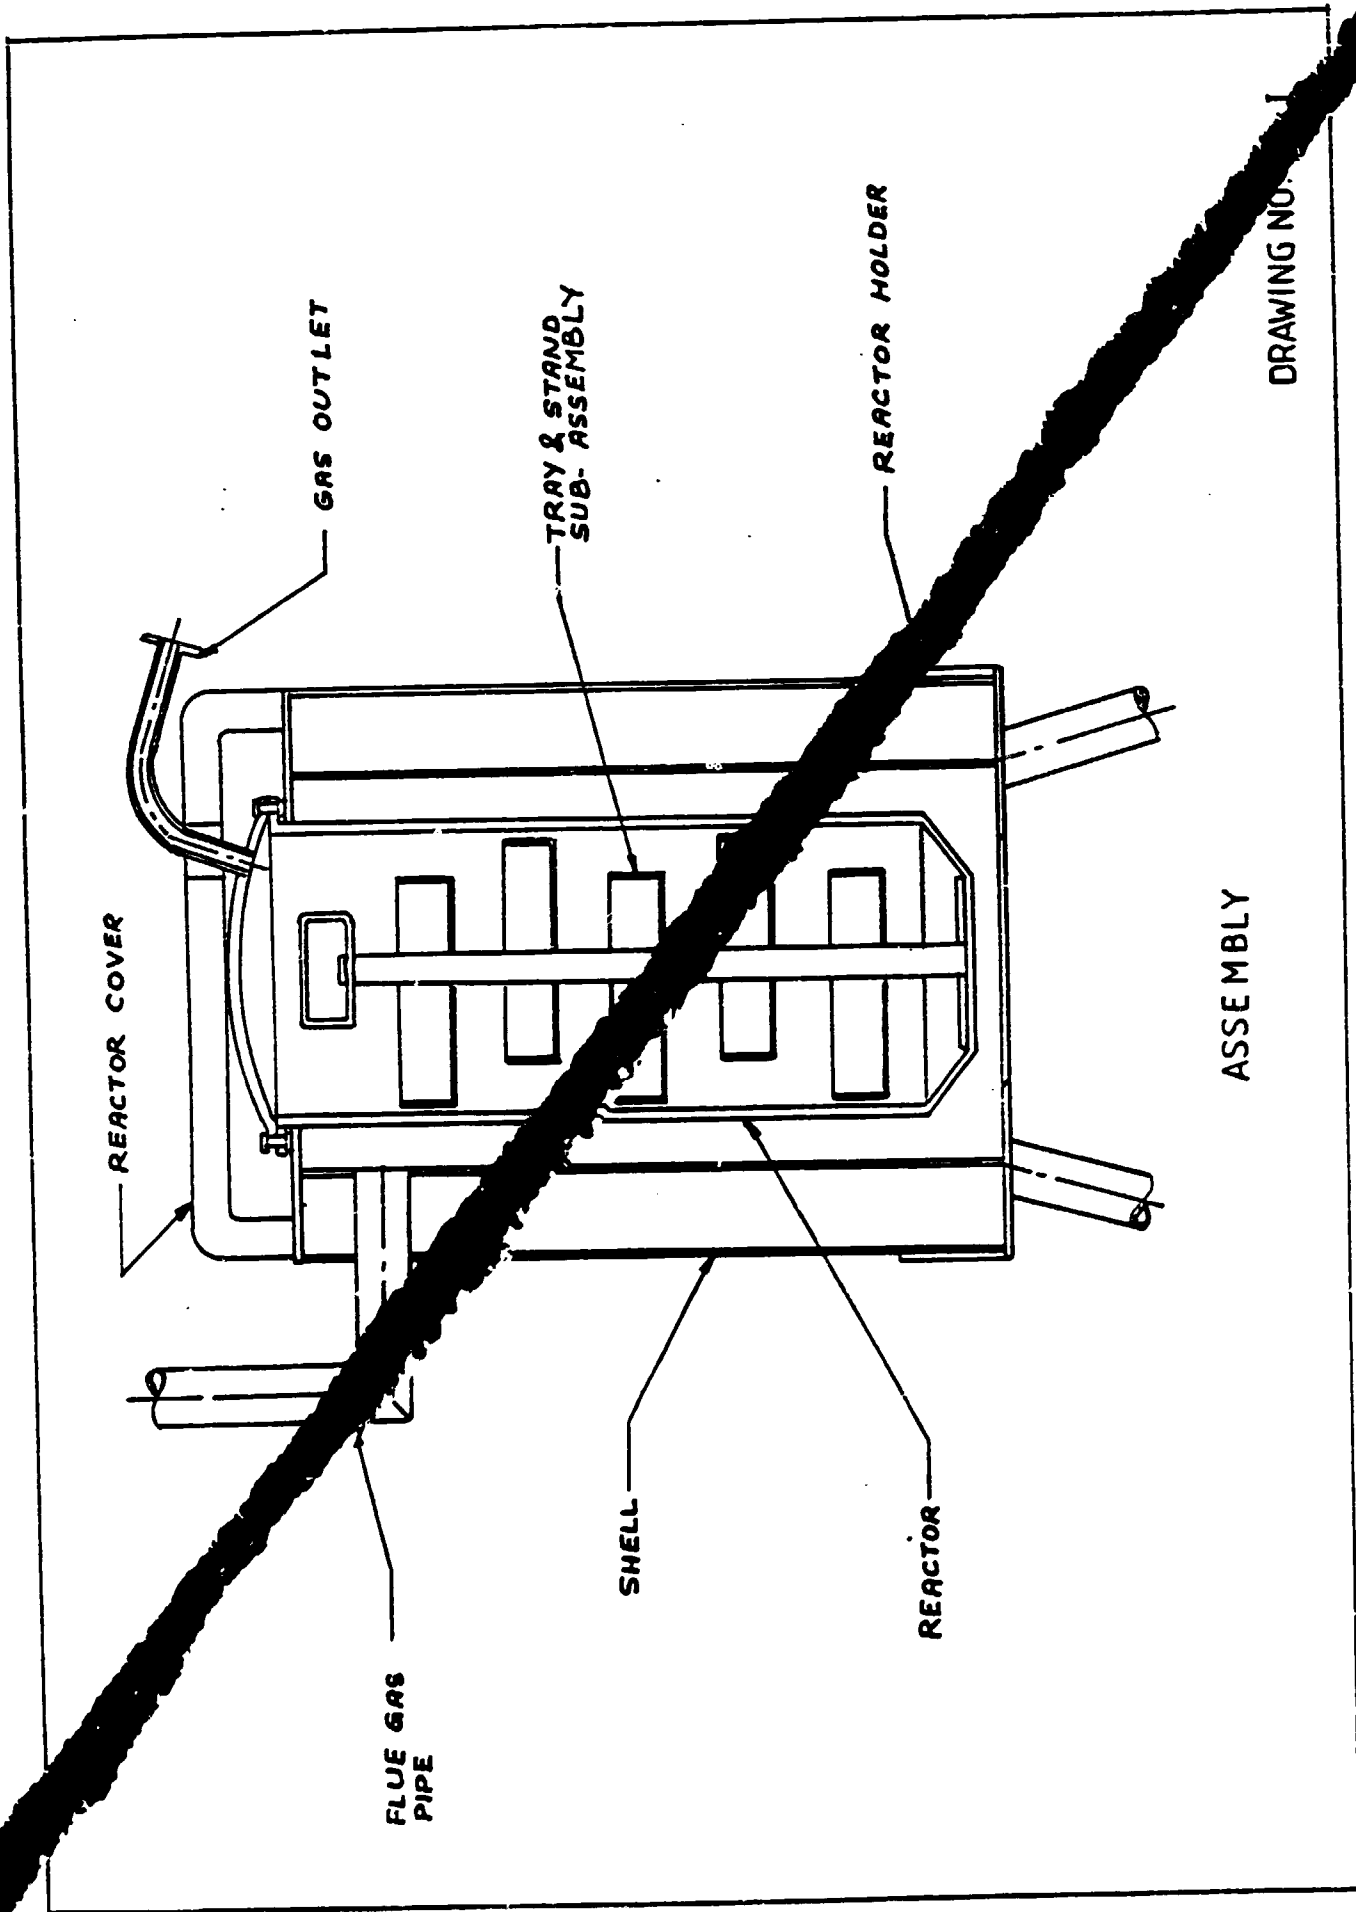 REACTOR COVER
GAS OUTLET
TRAY & STAND
SUB- ASSEMBLY
REACTOR HOLDER
FLUE GAS
PIPE
SHELL
REACTOR
ASSEMBLY
DRAWING NO.